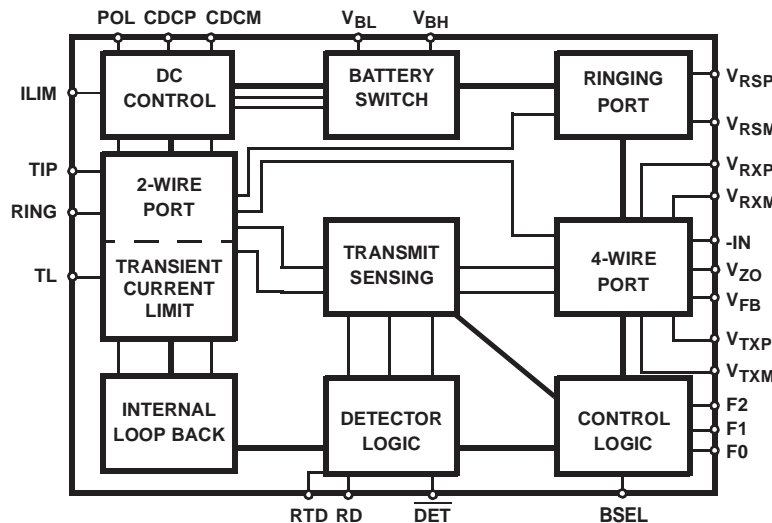 POL CDCP CDCM VBL VBH
DC
CONTROL
BATTERY
SWITCH
RINGING
PORT
ILIM
VRSP
VRSM
TIP
RING
TL
2-WIRE
PORT
TRANSIENT
CURRENT
LIMIT
TRANSMIT
SENSING
4-WIRE
PORT
VRXP
VRXM
-IN
VZO
VFB
VTXP
VTXM
INTERNAL
LOOP BACK
DETECTOR
LOGIC
CONTROL
LOGIC
F2
F1
F0
RTD RD DET BSEL